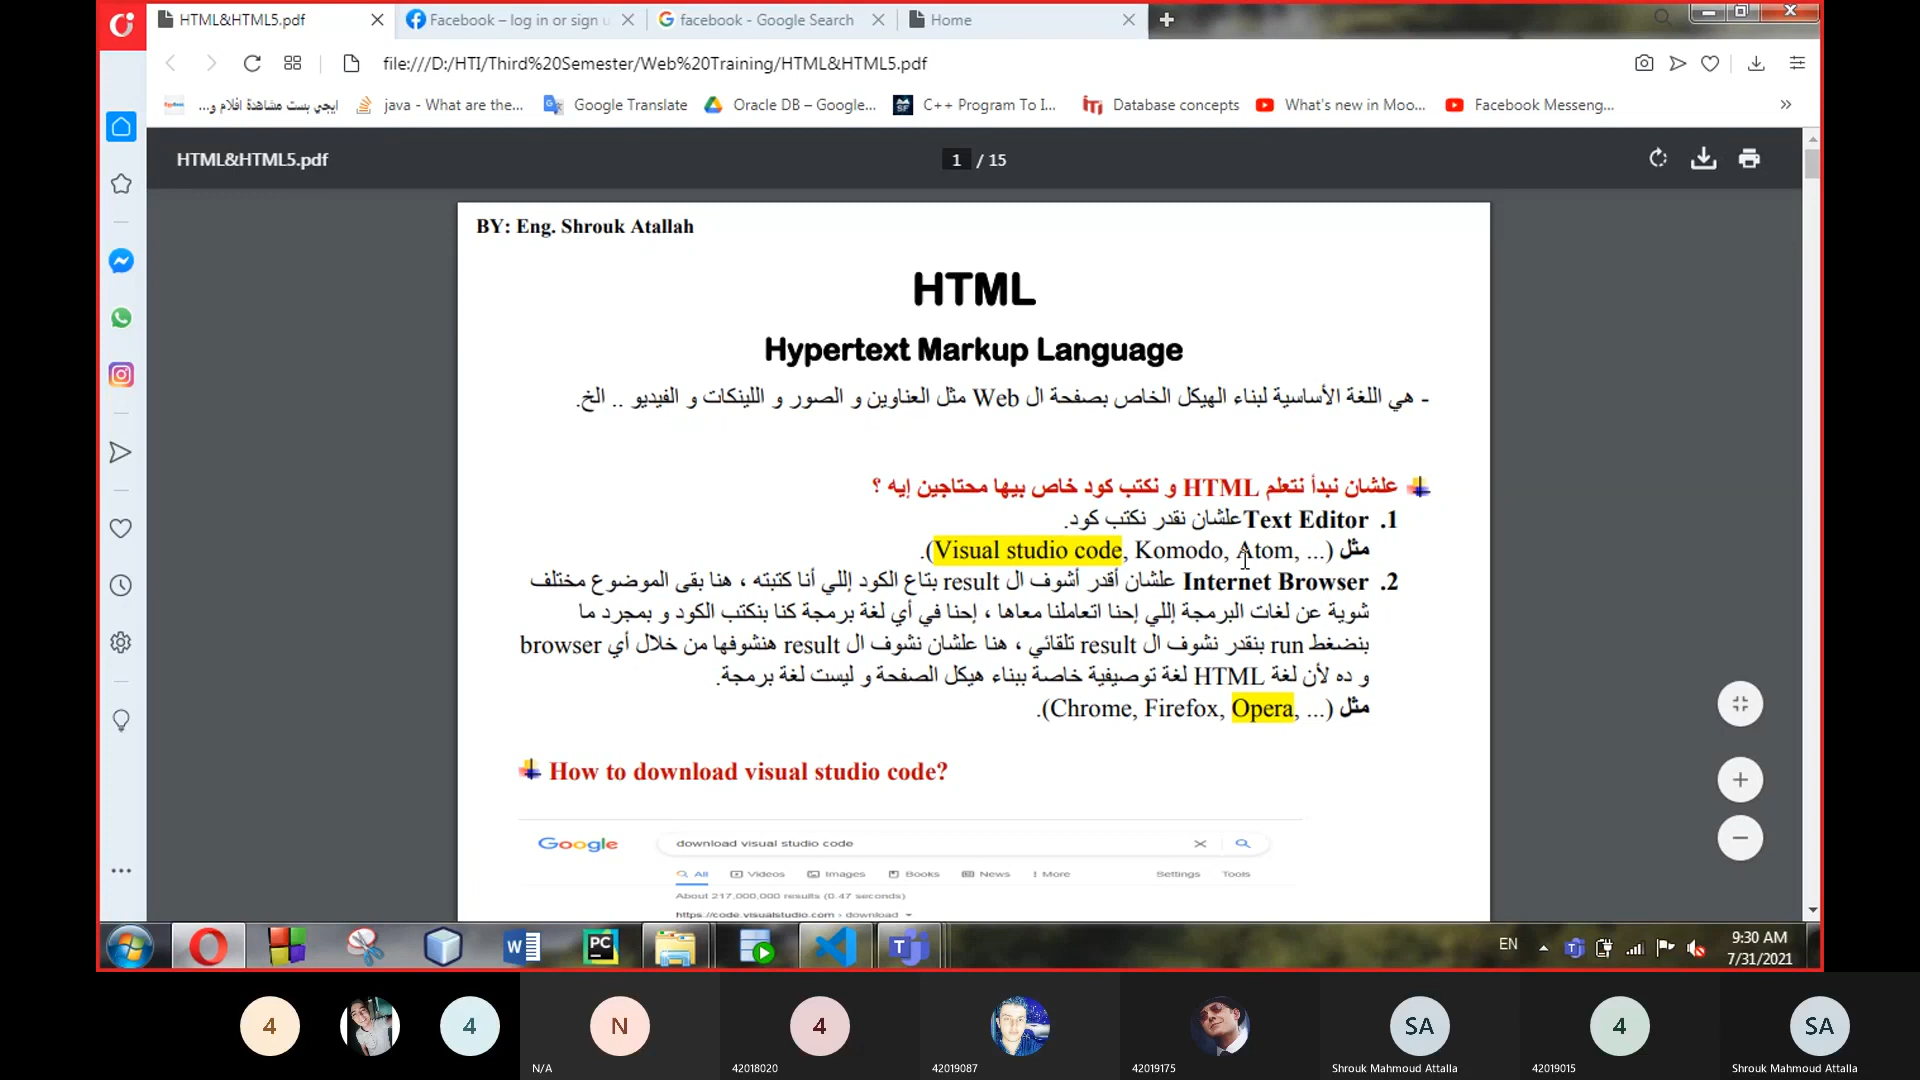 HTML&HTML5.pdf
Facebook – log in or sign u
facebook - Google Search
Home
file:///D:/HTI/Third%20Semester/Web%20Training/HTML&HTML5.pdf
ايجي بست مشاهدة افلام و...
java - What are the...
Google Translate
Oracle DB – Google...
C++ Program To I...
Database concepts
What's new in Moo...
Facebook Messeng...
HTML&HTML5.pdf
1 / 15
BY: Eng. Shrouk Atallah
HTML
Hypertext Markup Language
- هي اللغة الأساسية لبناء الهيكل الخاص بصفحة ال Web مثل العناوين و الصور و اللينكات و الفيديو .. الخ.
علشان نبدأ نتعلم HTML و نكتب كود خاص بيها محتاجين إيه ؟
1. Text Editor علشان نقدر نكتب كود.
مثل (Visual studio code, Komodo, Atom, ...).
2. Internet Browser علشان أقدر أشوف ال result بتاع الكود إللي أنا كتبته ، هنا بقى الموضوع مختلف
شوية عن لغات البرمجة إللي إحنا اتعاملنا معاها ، إحنا في أي لغة برمجة كنا بنكتب الكود و بمجرد ما
بنضغط run بنقدر نشوف ال result تلقائي ، هنا علشان نشوف ال result هنشوفها من خلال أي browser
و ده لأن لغة HTML لغة توصيفية خاصة ببناء هيكل الصفحة و ليست لغة برمجة.
مثل (Chrome, Firefox, Opera, ...).
How to download visual studio code?
Google
download visual studio code
All Videos Images Books News More Settings Tools
About 217,000,000 results (0.47 seconds)
https://code.visualstudio.com › download
W
PC
T
EN
9:30 AM
7/31/2021
4
4
N
4
SA
4
SA
N/A
42018020
42019087
42019175
Shrouk Mahmoud Attalla
42019015
Shrouk Mahmoud Attalla